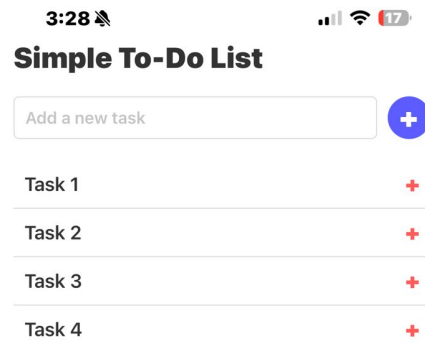 3:28
17
Simple To-Do List
Add a new task
+
Task 1 +
Task 2 +
Task 3 +
Task 4 +